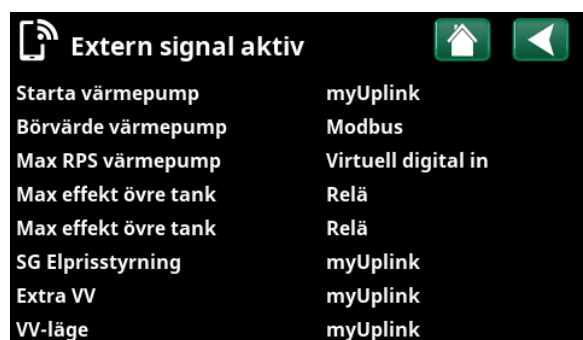 Extern signal aktiv
Starta värmepump myUplink
Börvärde värmepump Modbus
Max RPS värmepump Virtuell digital in
Max effekt övre tank Relä
Max effekt övre tank Relä
SG Elprisstyrning myUplink
Extra VV myUplink
VV-läge myUplink